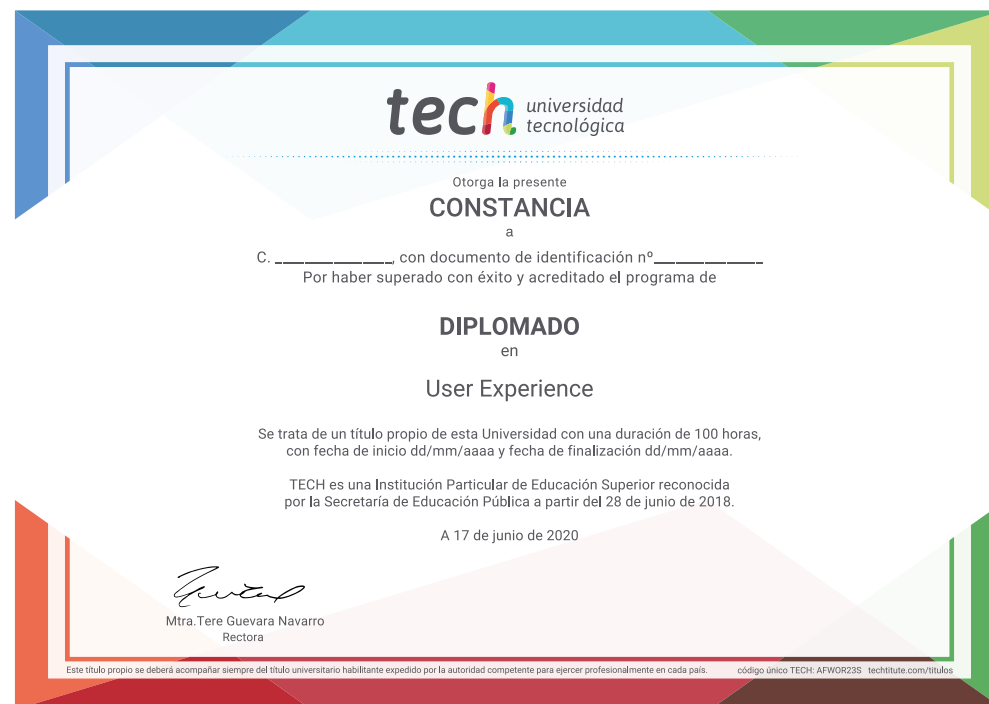 tech universidad
tecnológica
Otorga la presente
CONSTANCIA
a
C. ______________, con documento de identificación nº_____________
Por haber superado con éxito y acreditado el programa de
DIPLOMADO
en
User Experience
Se trata de un título propio de esta Universidad con una duración de 100 horas,
con fecha de inicio dd/mm/aaaa y fecha de finalización dd/mm/aaaa.
TECH es una Institución Particular de Educación Superior reconocida
por la Secretaría de Educación Pública a partir del 28 de junio de 2018.
A 17 de junio de 2020
Mtra.Tere Guevara Navarro
Rectora
Este título propio se deberá acompañar siempre del título universitario habilitante expedido por la autoridad competente para ejercer profesionalmente en cada país. código único TECH: AFWOR23S techtitute.com/titulos